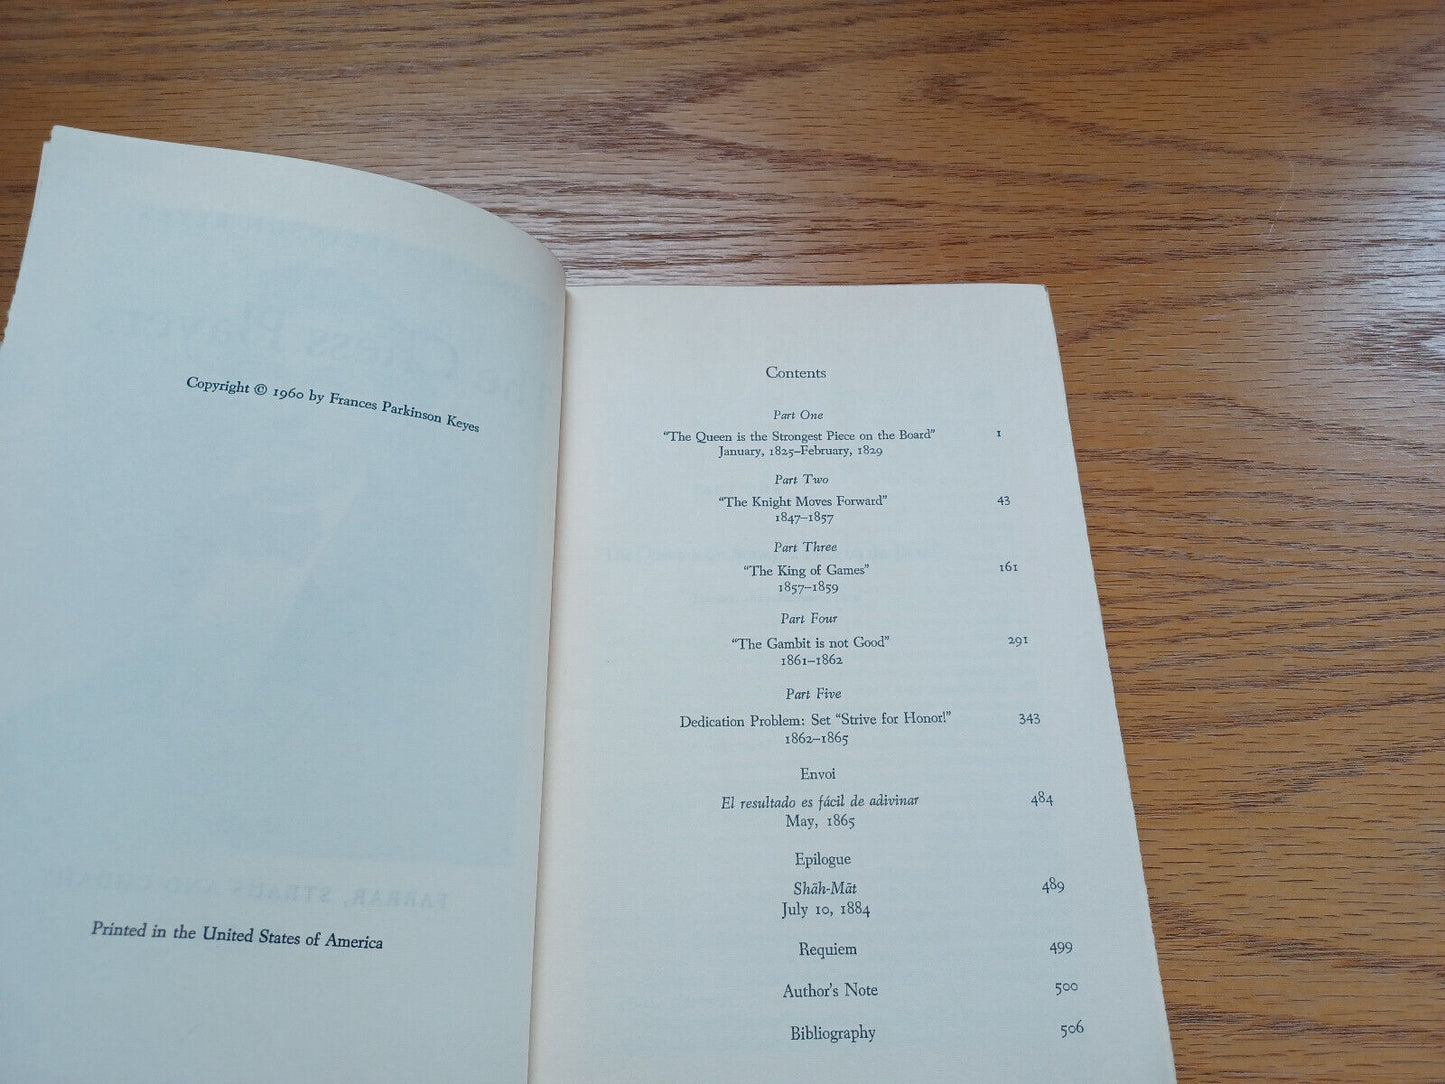 Copyright © 1960 by Frances Parkinson Keyes
Printed in the United States of America
Contents
Part One
“The Queen is the Strongest Piece on the Board” 1
January, 1825–February, 1829
Part Two
“The Knight Moves Forward” 43
1847–1857
Part Three
“The King of Games” 161
1857–1859
Part Four
“The Gambit is not Good” 291
1861–1862
Part Five
Dedication Problem: Set “Strive for Honor!” 343
1862–1865
Envoi
El resultado es fácil de adivinar 484
May, 1865
Epilogue
Shāh-Māt 489
July 10, 1884
Requiem 499
Author's Note 500
Bibliography 506